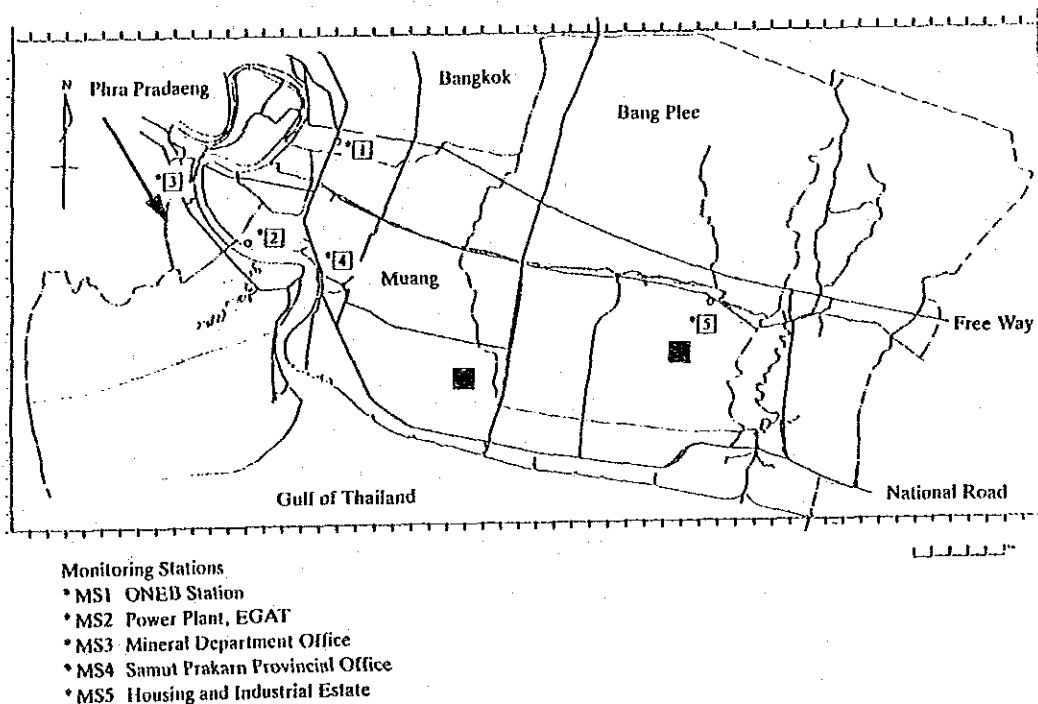 N
Phra Pradaeng
Bangkok
Bang Plee
*[1]
*[3]
*[2]
*[4]
Muang
*[5]
Free Way
National Road
Gulf of Thailand
Monitoring Stations
* MS1 ONEB Station
* MS2 Power Plant, EGAT
* MS3 Mineral Department Office
* MS4 Samut Prakarn Provincial Office
* MS5 Housing and Industrial Estate